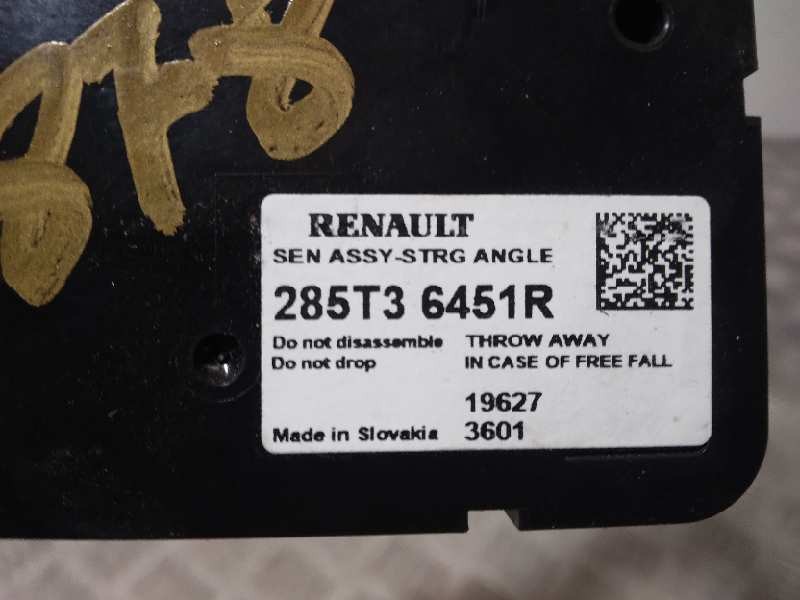 RENAULT
SEN ASSY-STRG ANGLE
285T3 6451R
Do not disassemble THROW AWAY
Do not drop IN CASE OF FREE FALL
19627
Made in Slovakia 3601